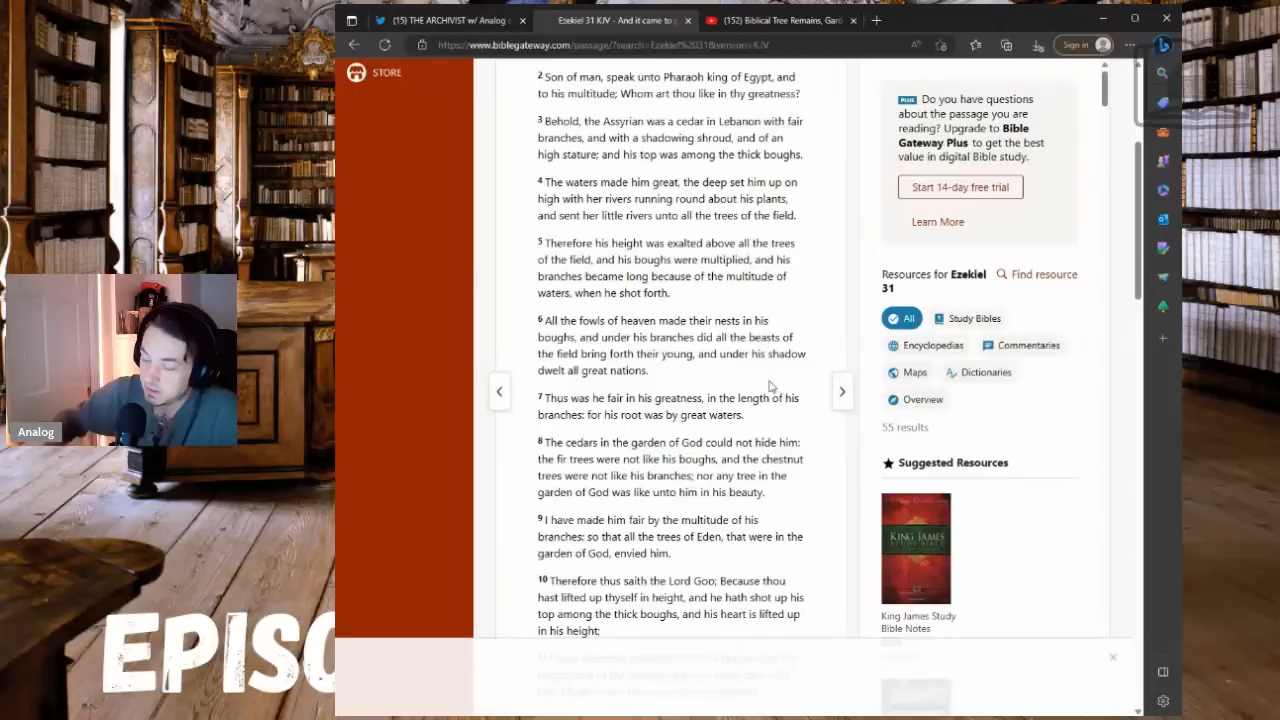 (15) THE ARCHIVIST w/ Analog
Ezekiel 31 KJV - And it came to
(152) Biblical Tree Remains, Gar
https://www.biblegateway.com/passage/?search=Ezekiel%2031&version=KJV
Sign in
STORE
2 Son of man, speak unto Pharaoh king of Egypt, and
to his multitude; Whom art thou like in thy greatness?
3 Behold, the Assyrian was a cedar in Lebanon with fair
branches, and with a shadowing shroud, and of an
high stature; and his top was among the thick boughs.
4 The waters made him great, the deep set him up on
high with her rivers running round about his plants,
and sent her little rivers unto all the trees of the field.
5 Therefore his height was exalted above all the trees
of the field, and his boughs were multiplied, and his
branches became long because of the multitude of
waters, when he shot forth.
6 All the fowls of heaven made their nests in his
boughs, and under his branches did all the beasts of
the field bring forth their young, and under his shadow
dwelt all great nations.
7 Thus was he fair in his greatness, in the length of his
branches: for his root was by great waters.
8 The cedars in the garden of God could not hide him:
the fir trees were not like his boughs, and the chestnut
trees were not like his branches; nor any tree in the
garden of God was like unto him in his beauty.
9 I have made him fair by the multitude of his
branches: so that all the trees of Eden, that were in the
garden of God, envied him.
10 Therefore thus saith the Lord GOD; Because thou
hast lifted up thyself in height, and he hath shot up his
top among the thick boughs, and his heart is lifted up
in his height;
PLUS Do you have questions
about the passage you are
reading? Upgrade to Bible
Gateway Plus to get the best
value in digital Bible study.
Start 14-day free trial
Learn More
Resources for Ezekiel
31
Find resource
All
Study Bibles
Encyclopedias
Commentaries
Maps
Dictionaries
Overview
55 results
Suggested Resources
KING JAMES
STUDY BIBLE
King James Study
Bible Notes
Analog
EPISO